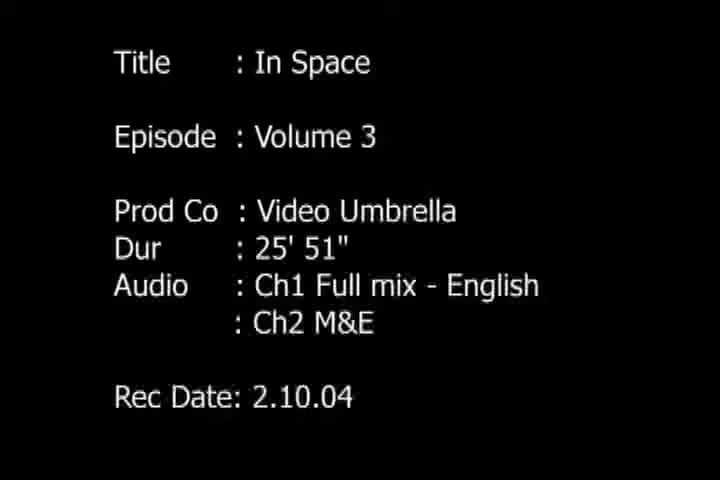 Title : In Space
Episode : Volume 3
Prod Co : Video Umbrella
Dur : 25' 51"
Audio : Ch1 Full mix - English
: Ch2 M&E
Rec Date: 2.10.04